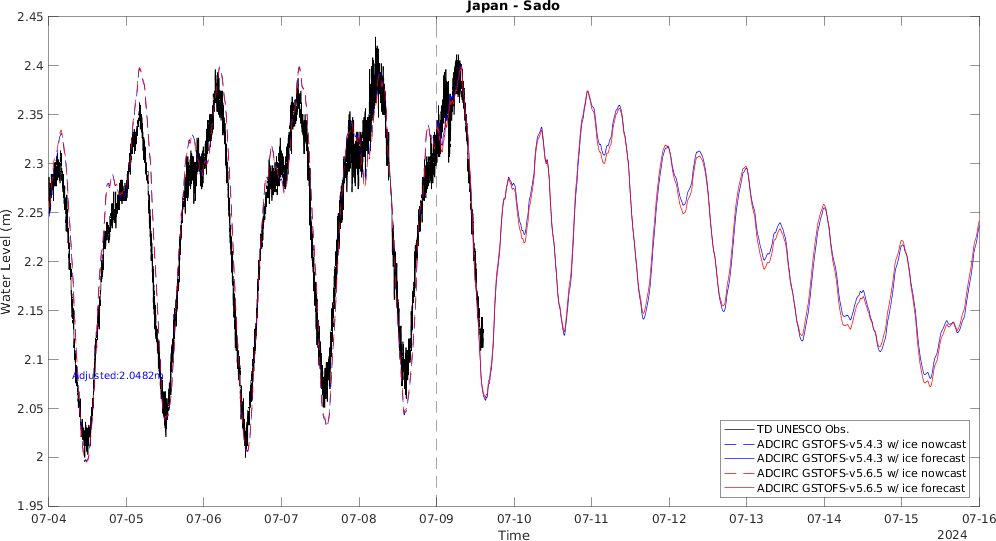 Japan - Sado
2.45
2.4
2.35
2.3
2.25
2.2
2.15
2.1
2.05
2
1.95
Water Level (m)
Adjusted:2.0482m
TD UNESCO Obs.
ADCIRC GSTOFS-v5.4.3 w/ ice nowcast
ADCIRC GSTOFS-v5.4.3 w/ ice forecast
ADCIRC GSTOFS-v5.6.5 w/ ice nowcast
ADCIRC GSTOFS-v5.6.5 w/ ice forecast
07-04 07-05 07-06 07-07 07-08 07-09 07-10 07-11 07-12 07-13 07-14 07-15 07-16
Time
2024